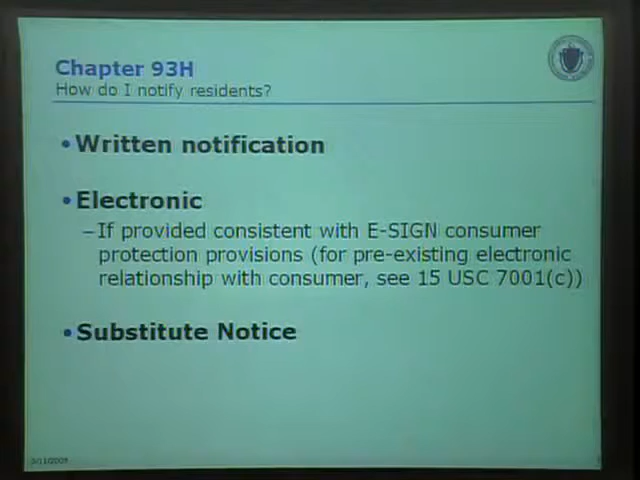 Chapter 93H
How do I notify residents?
•Written notification
•Electronic
–If provided consistent with E-SIGN consumer
protection provisions (for pre-existing electronic
relationship with consumer, see 15 USC 7001(c))
•Substitute Notice